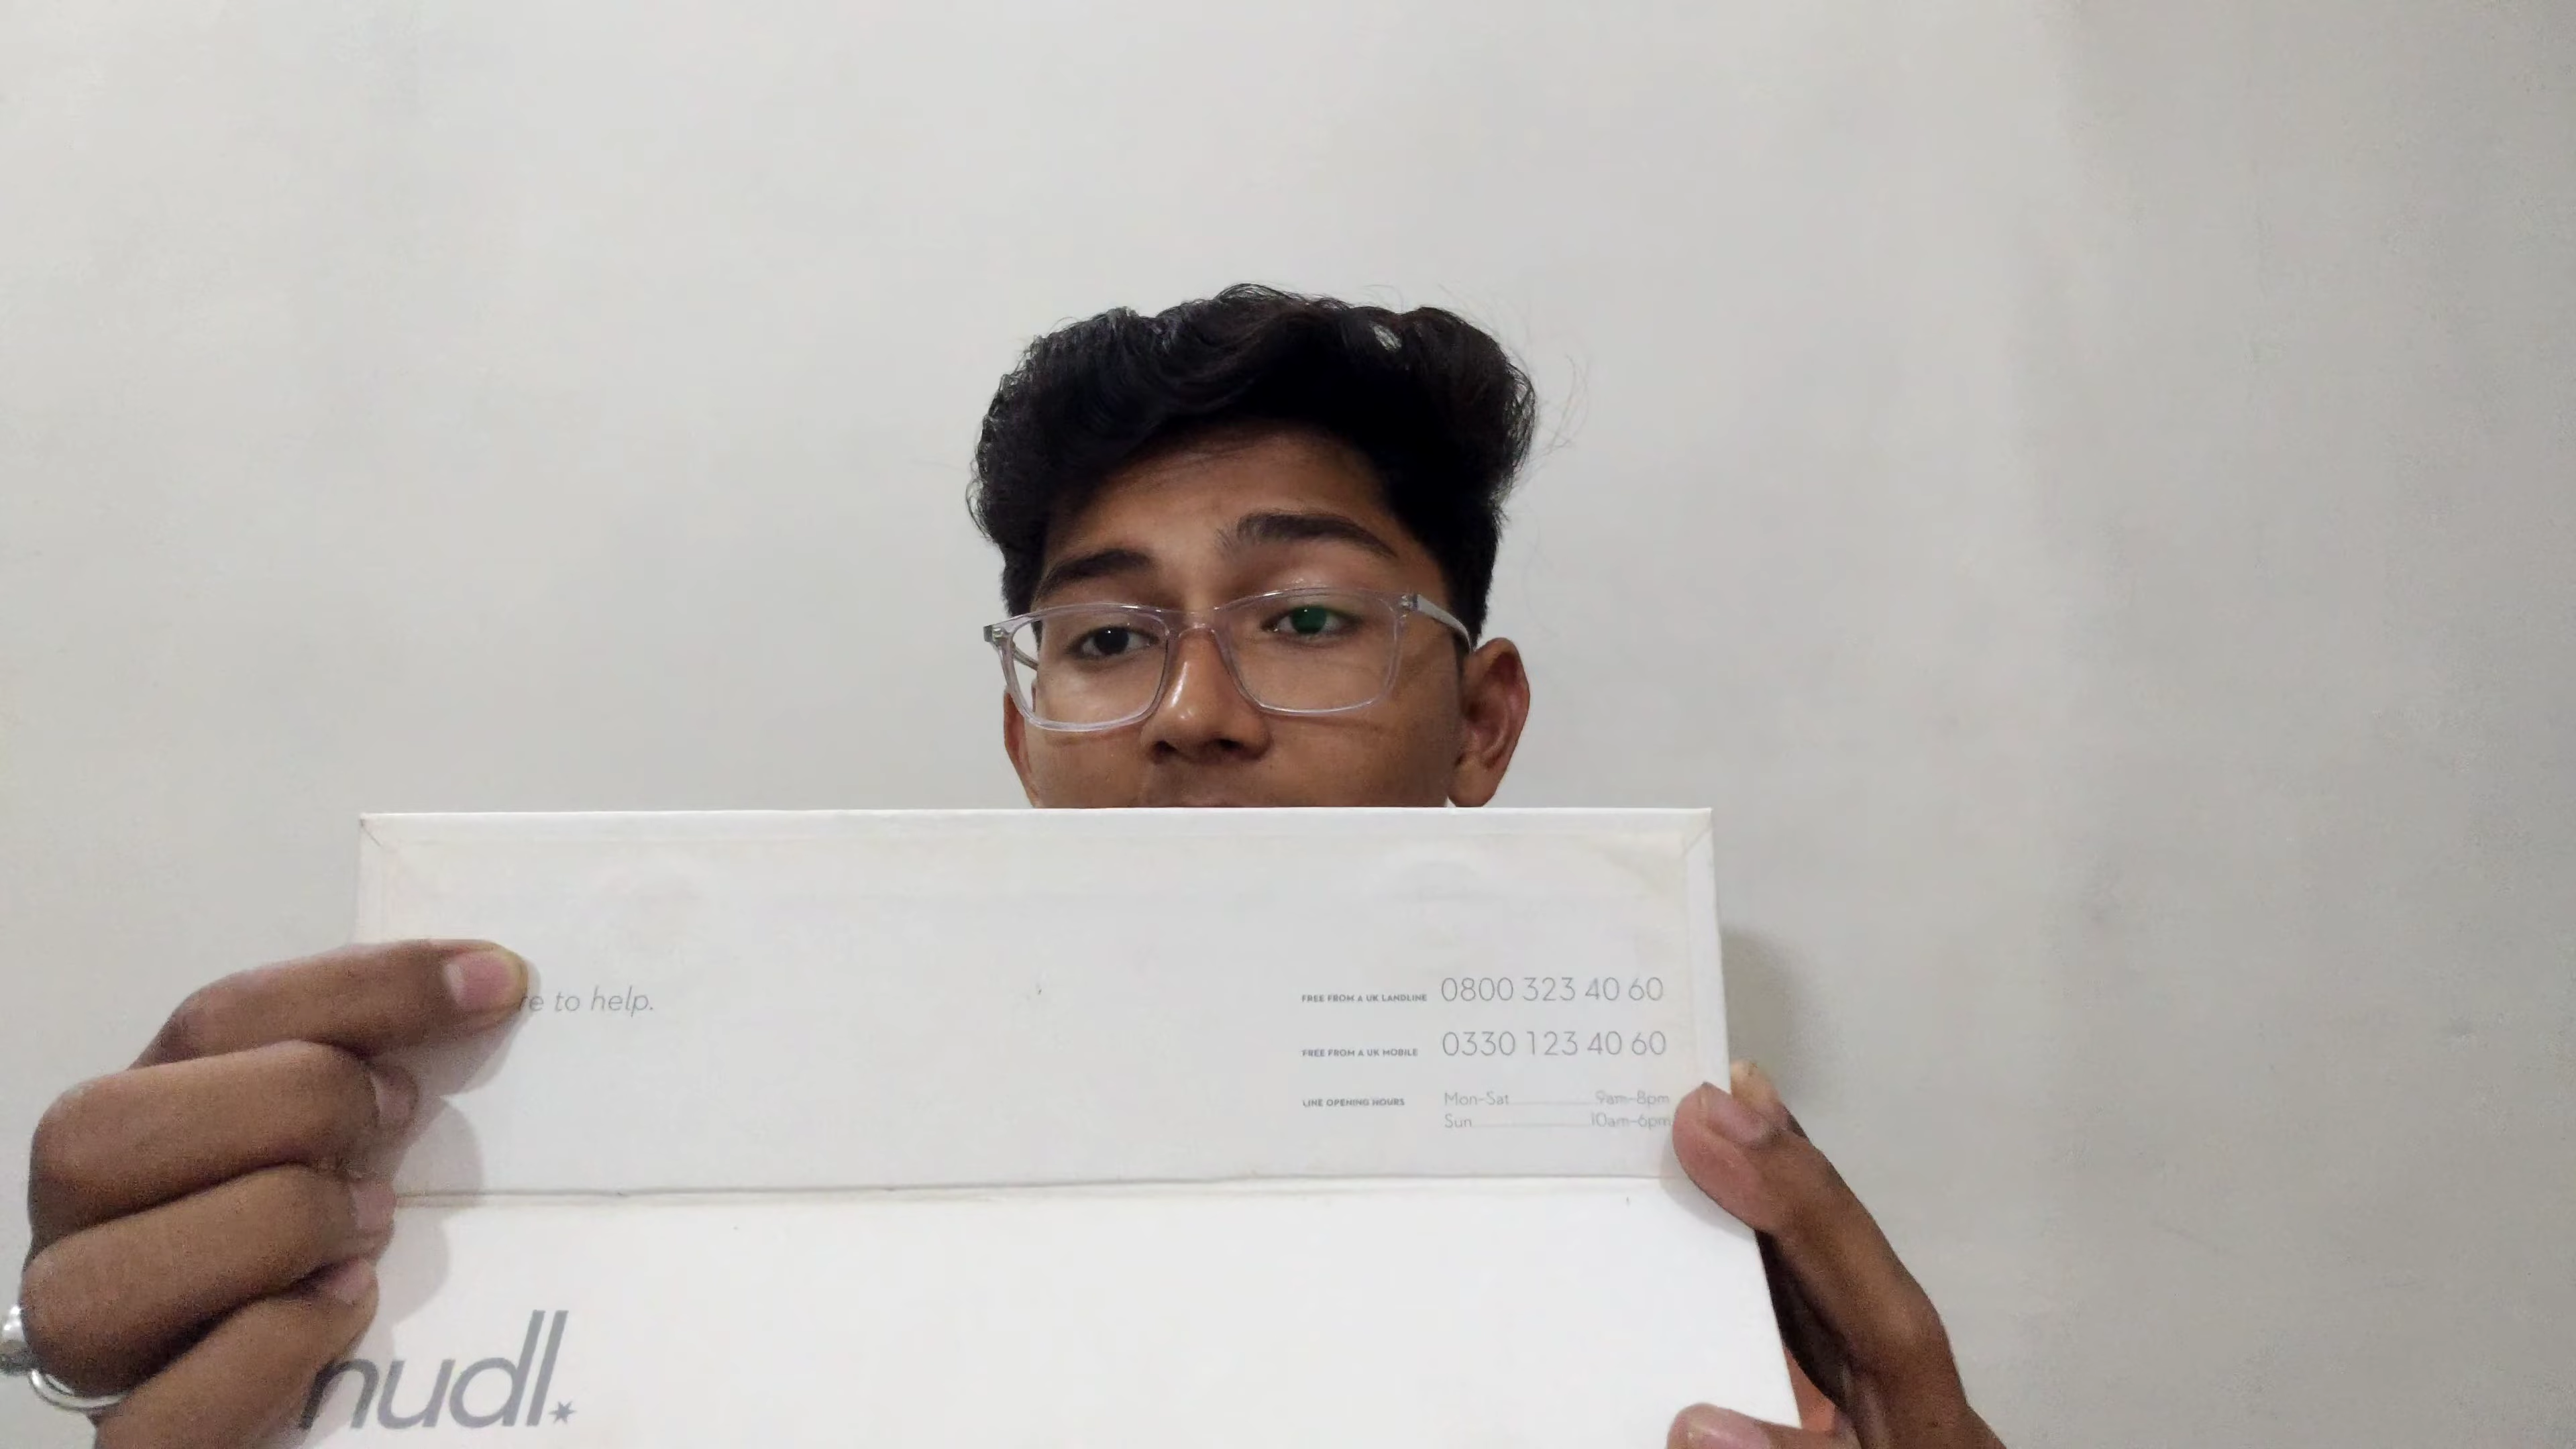 re to help.
FREE FROM A UK LANDLINE 0800 323 40 60
FREE FROM A UK MOBILE 0330 123 40 60
LINE OPENING HOURS Mon–Sat 9am–8pm
Sun 10am–6pm
nudl.*